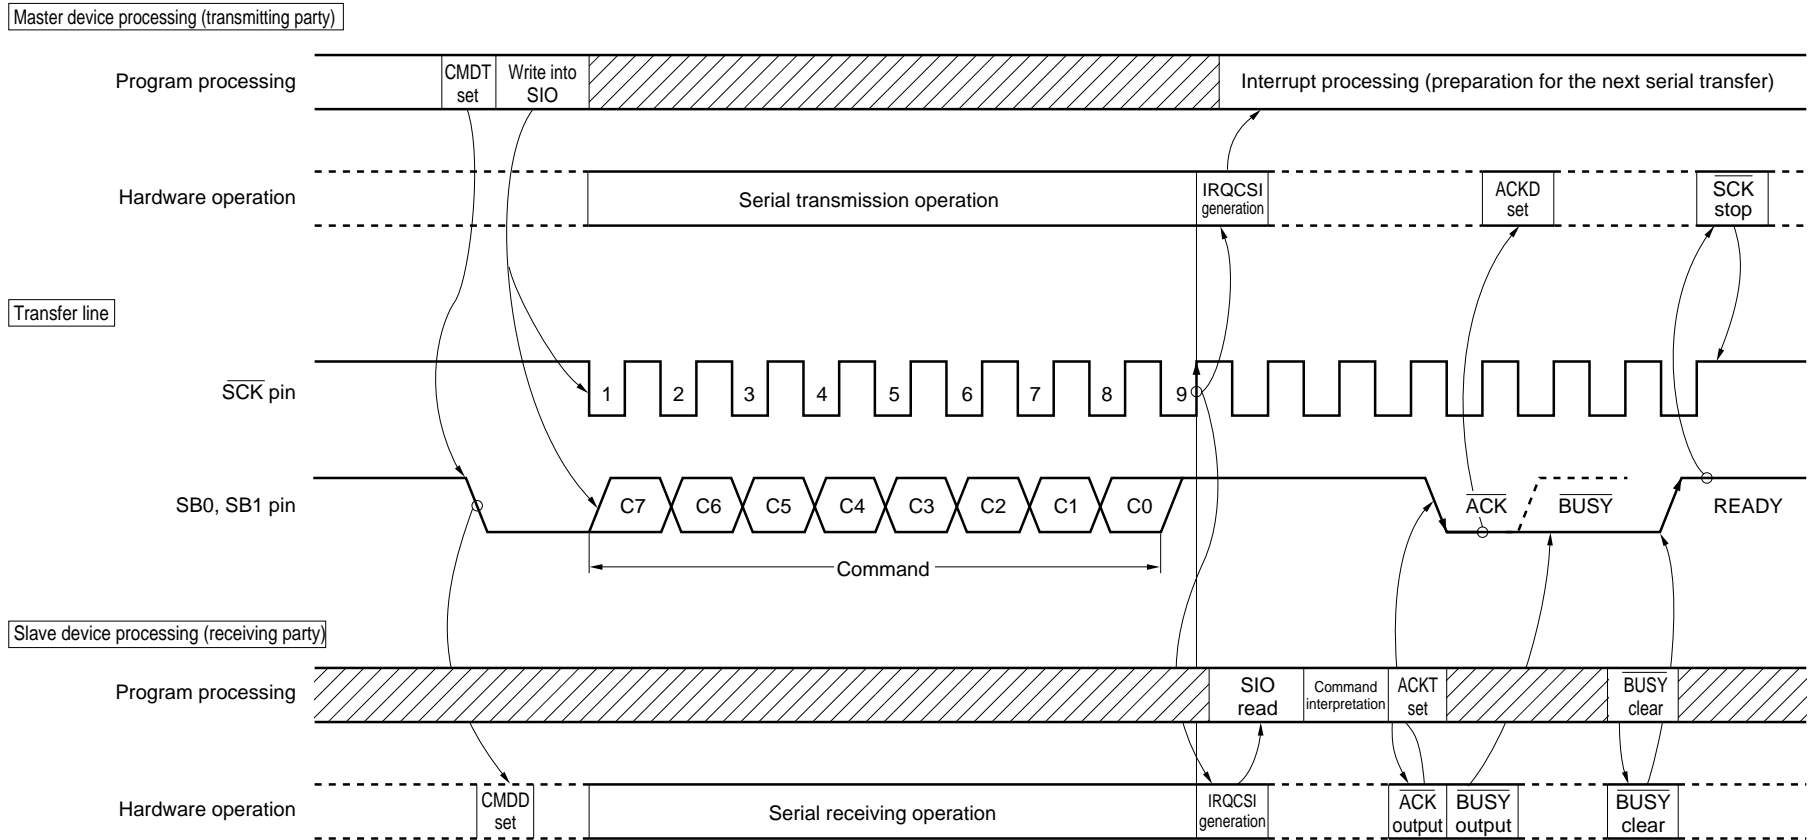 Master device processing (transmitting party)
Program processing
CMDT
set
Write into
SIO
Interrupt processing (preparation for the next serial transfer)
Hardware operation
Serial transmission operation
IRQCSI
generation
ACKD
set
SCK
stop
Transfer line
SCK pin
1 2 3 4 5 6 7 8 9
SB0, SB1 pin
C7 C6 C5 C4 C3 C2 C1 C0
ACK
BUSY
READY
Command
Slave device processing (receiving party)
Program processing
SIO
read
Command
interpretation
ACKT
set
BUSY
clear
Hardware operation
CMDD
set
Serial receiving operation
IRQCSI
generation
ACK
output
BUSY
output
BUSY
clear